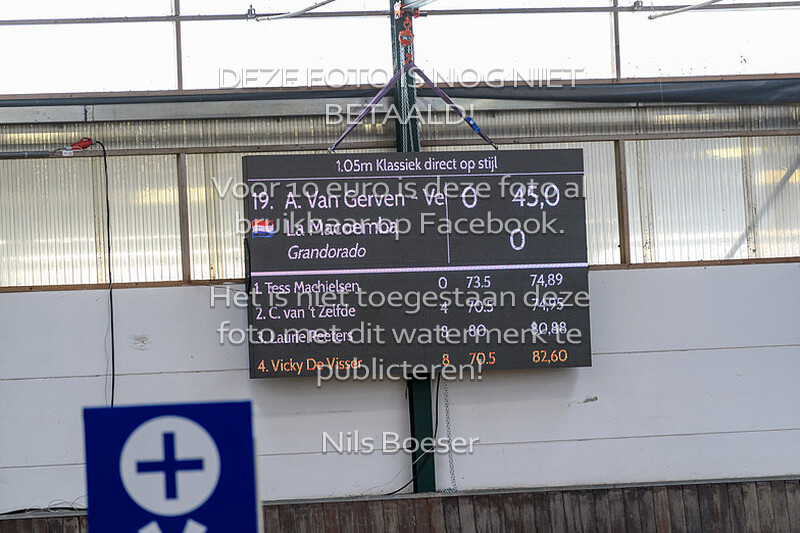 DEZE FOTO IS NOG NIET
BETAALD!
1.05m Klassiek direct op stijl
Voor 10 euro is deze foto al
19. A. Van Gerven - Vel 0 45,0
bruikbaar op Facebook.
La Macoemba 0
Grandorado
1. Tess Machielsen 0 73.5 74,89
Het is niet toegestaan deze
2. C. van 't Zelfde 4 70.5 74,95
foto met dit watermerk te
3. Laurie Peeters 8 80. 80,88
4. Vicky De Visser 8 70.5 82,60
publiceren!
Nils Boeser